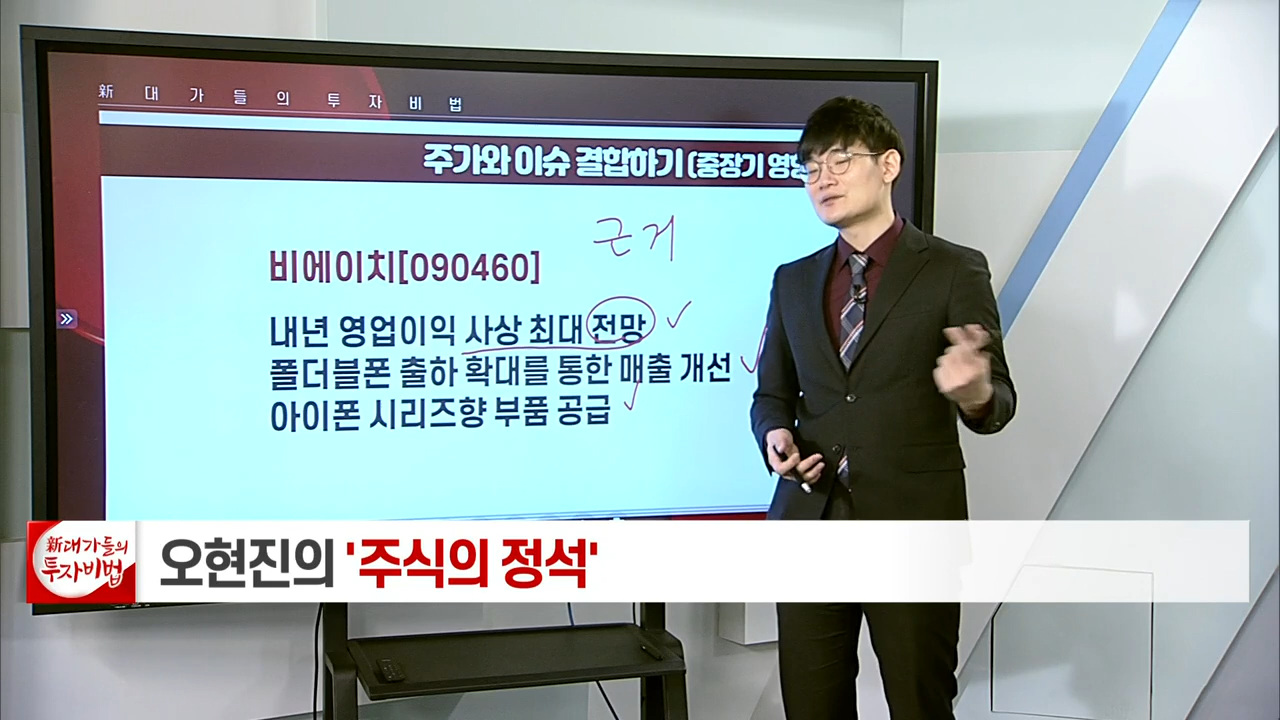 新 대 가 들 의 투 자 비 법
주가와 이슈 결합하기 (중장기 영향
근거
비에이치[090460]
내년 영업이익 사상 최대 전망
폴더블폰 출하 확대를 통한 매출 개선
아이폰 시리즈향 부품 공급
新대가들의
투자비법
오현진의 '주식의 정석'